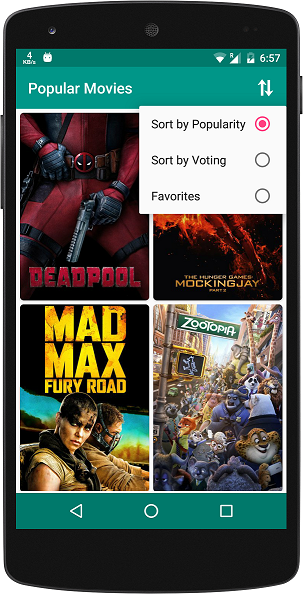 4
KB/s
R
6:57
Popular Movies
Sort by Popularity
Sort by Voting
Favorites
DEADPOOL
THE HUNGER GAMES
MOCKINGJAY
PART 2
MAD
MAX
FURY ROAD
ZOOTOPIA